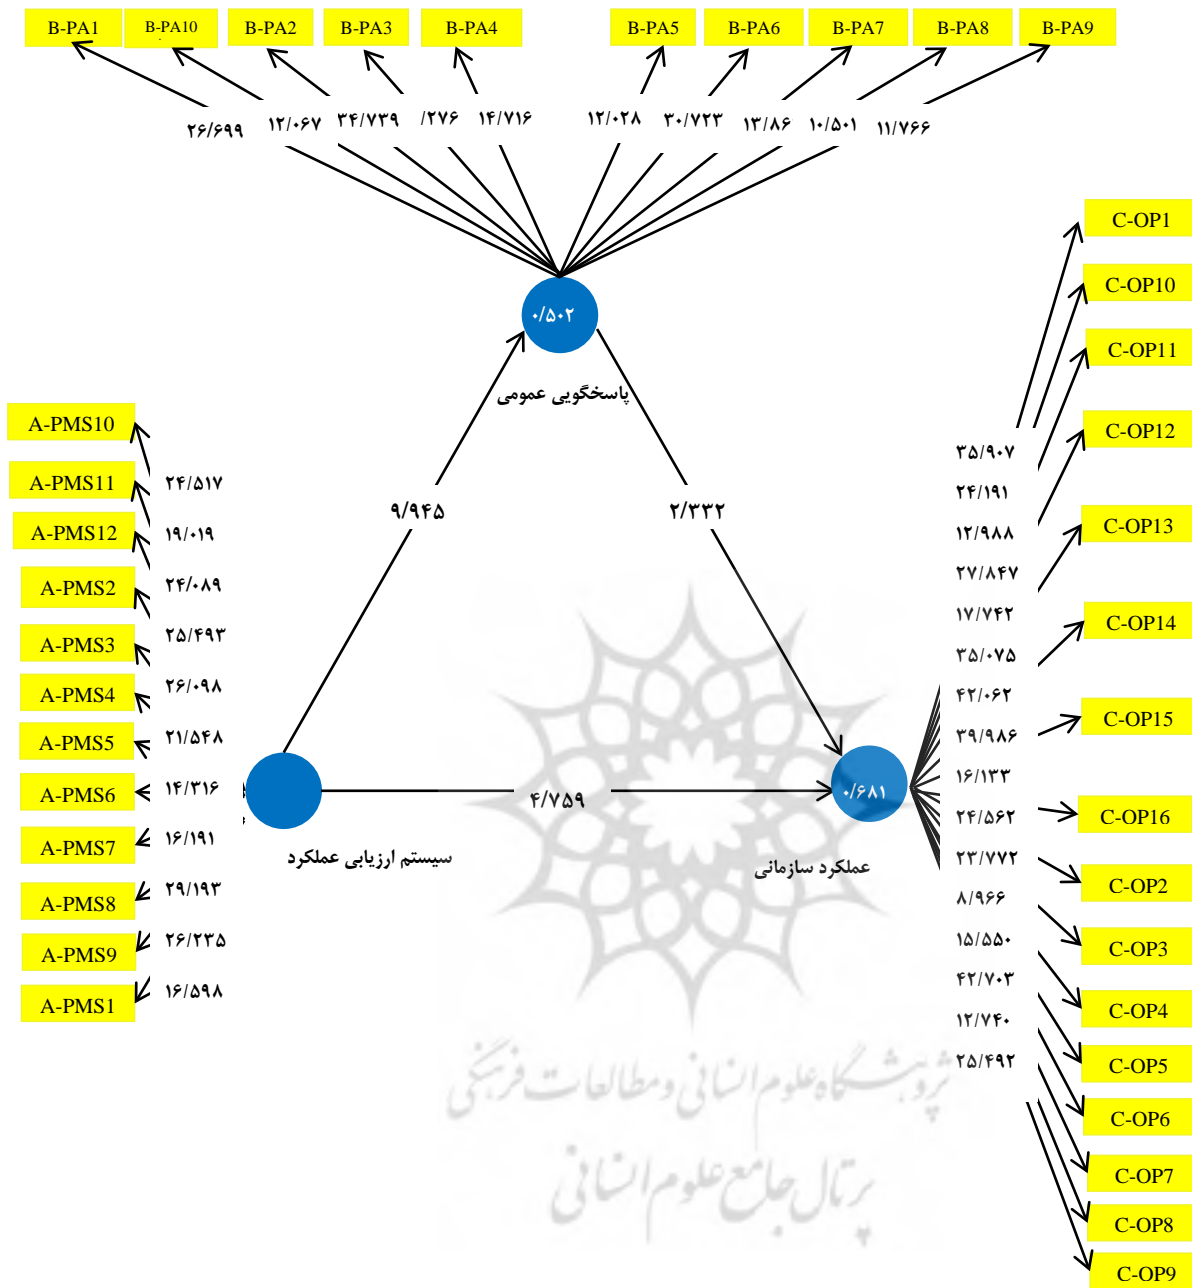 B-PA1 B-PA10 B-PA2 B-PA3 B-PA4 B-PA5 B-PA6 B-PA7 B-PA8 B-PA9
۲۶/۶۹۹ ۱۲/۰۶۷ ۳۴/۷۳۹ /۲۷۶ ۱۴/۷۱۶ ۱۲/۰۲۸ ۳۰/۷۲۳ ۱۳/۸۶ ۱۰/۵۰۱ ۱۱/۷۶۶
۰/۵۰۲
پاسخگویی عمومی
۹/۹۴۵
۲/۳۳۲
A-PMS10
A-PMS11
A-PMS12
A-PMS2
A-PMS3
A-PMS4
A-PMS5
A-PMS6
A-PMS7
A-PMS8
A-PMS9
A-PMS1
۲۴/۵۱۷
۱۹/۰۱۹
۲۴/۰۸۹
۲۵/۴۹۳
۲۶/۰۹۸
۲۱/۵۴۸
۱۴/۳۱۶
۱۶/۱۹۱
۲۹/۱۹۳
۲۶/۲۳۵
۱۶/۵۹۸
سیستم ارزیابی عملکرد
۴/۷۵۹
۰/۶۸۱
عملکرد سازمانی
۳۵/۹۰۷
۲۴/۱۹۱
۱۲/۹۸۸
۲۷/۸۴۷
۱۷/۷۴۲
۳۵/۰۷۵
۴۲/۰۶۲
۳۹/۹۸۶
۱۶/۱۳۳
۲۴/۵۶۲
۲۳/۷۷۲
۸/۹۶۶
۱۵/۵۵۰
۴۲/۷۰۳
۱۲/۷۴۰
۲۵/۴۹۲
C-OP1
C-OP10
C-OP11
C-OP12
C-OP13
C-OP14
C-OP15
C-OP16
C-OP2
C-OP3
C-OP4
C-OP5
C-OP6
C-OP7
C-OP8
C-OP9
پژوهشگاه علوم انسانی و مطالعات فرهنگی
پرتال جامع علوم انسانی